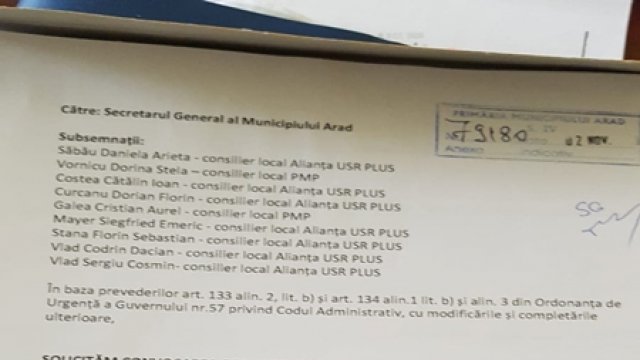 Către: Secretarul General al Municipiului Arad
PRIMĂRIA MUNICIPIULUI ARAD
79180 02 NOV.
Anexe indicativ
Subsemnații:
Săbău Daniela Arieta - consilier local Alianța USR PLUS
Vornicu Dorina Stela – consilier local PMP
Costea Cătălin Ioan - consilier local Alianța USR PLUS
Curcanu Dorian Florin - consilier local Alianța USR PLUS
Galea Cristian Aurel - consilier local PMP
Mayer Siegfried Emeric - consilier local Alianța USR PLUS
Stana Florin Sebastian - consilier local Alianța USR PLUS
Vlad Codrin Dacian - consilier local Alianța USR PLUS
Vlad Sergiu Cosmin- consilier local Alianța USR PLUS
SG
În baza prevederilor art. 133 alin. 2, lit. b) și art. 134 alin.1 lit. b) și alin. 3 din Ordonanța de
Urgență a Guvernului nr.57 privind Codul Administrativ, cu modificările și completările
ulterioare,